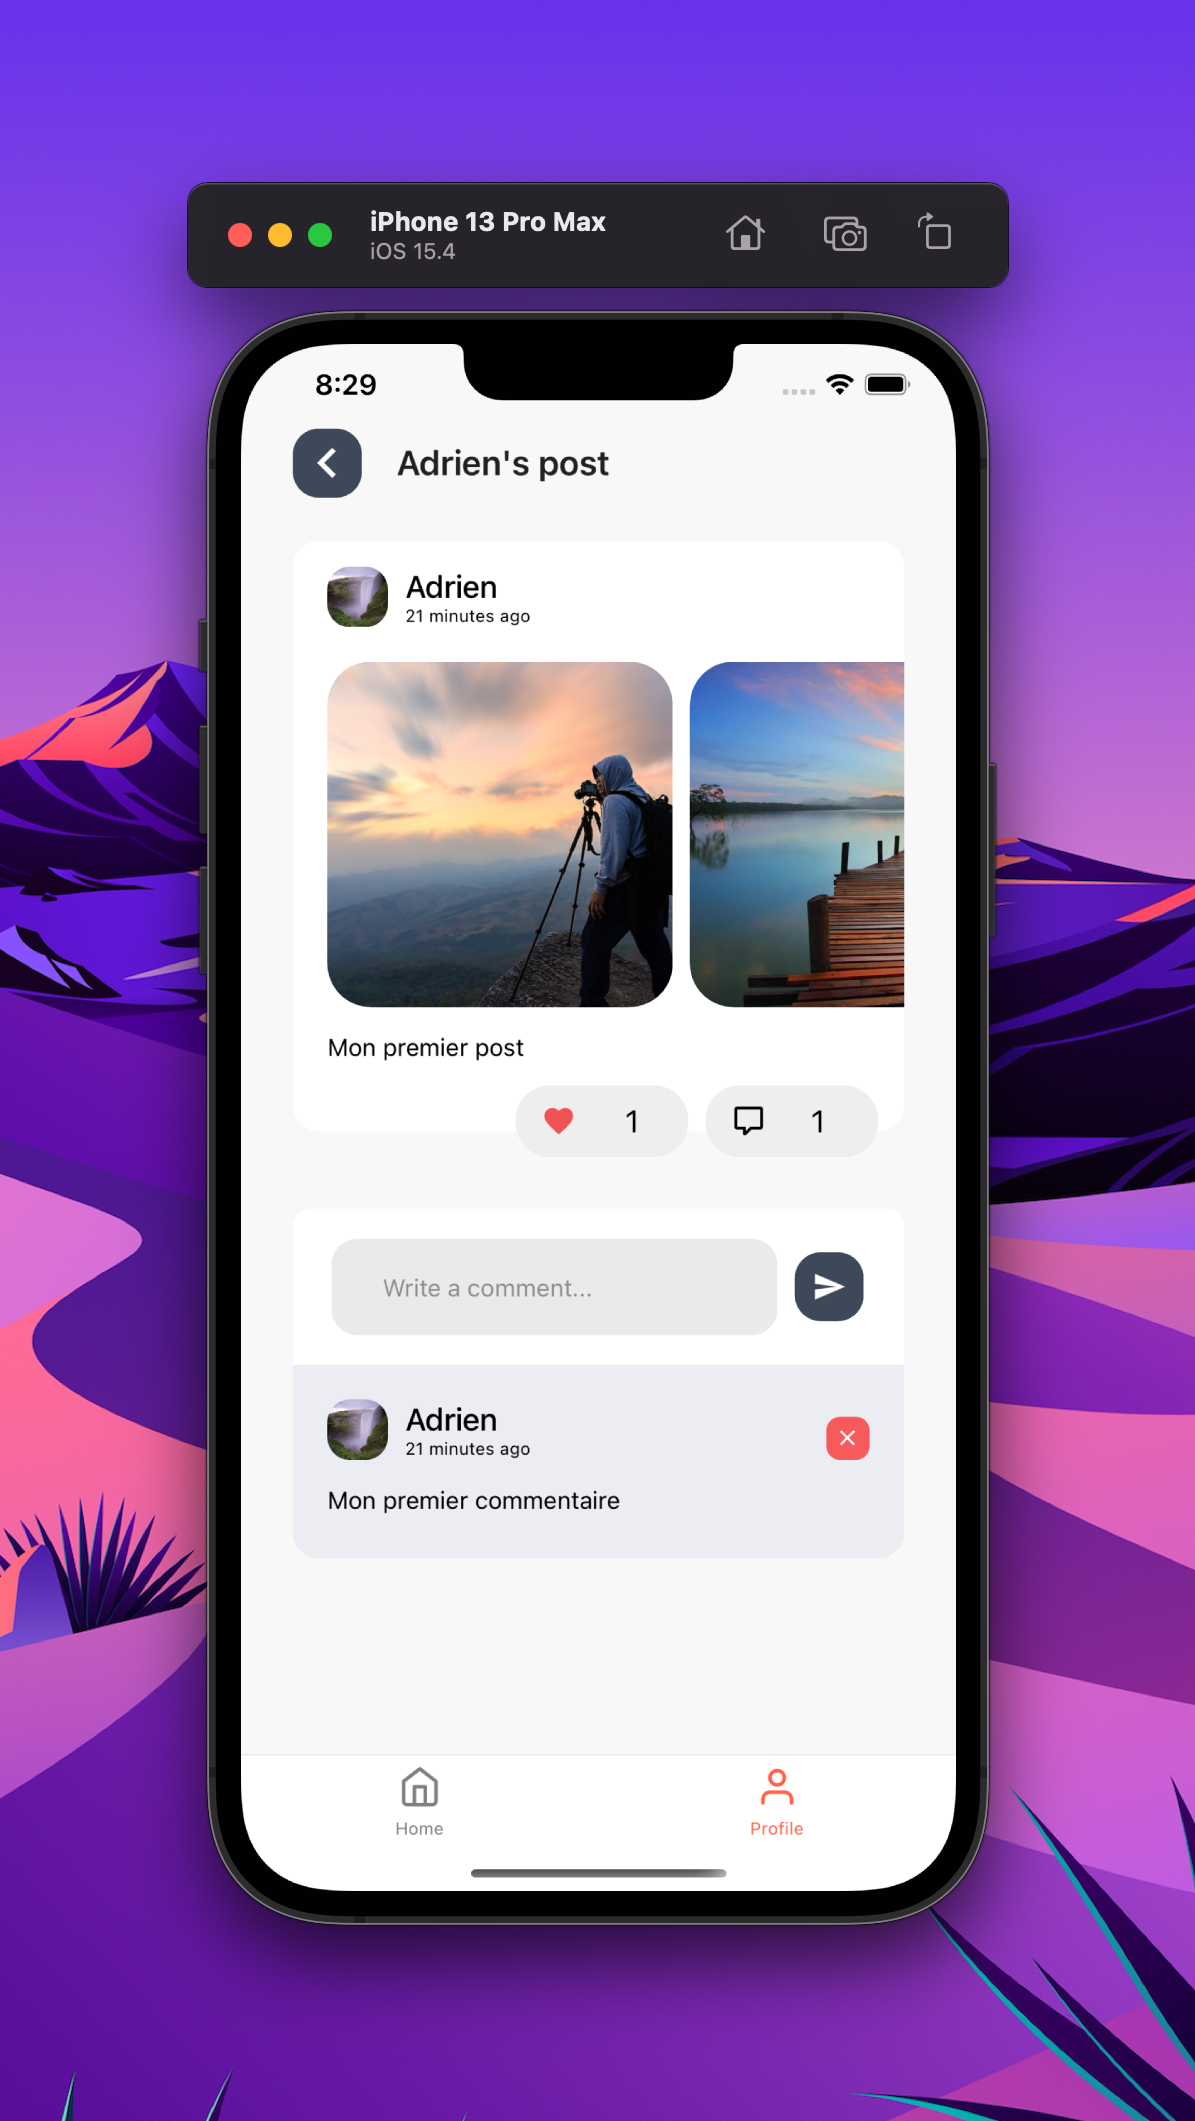 iPhone 13 Pro Max
iOS 15.4
8:29
Adrien's post
Adrien
21 minutes ago
Mon premier post
1 1
Write a comment...
Adrien
21 minutes ago
Mon premier commentaire
Home Profile